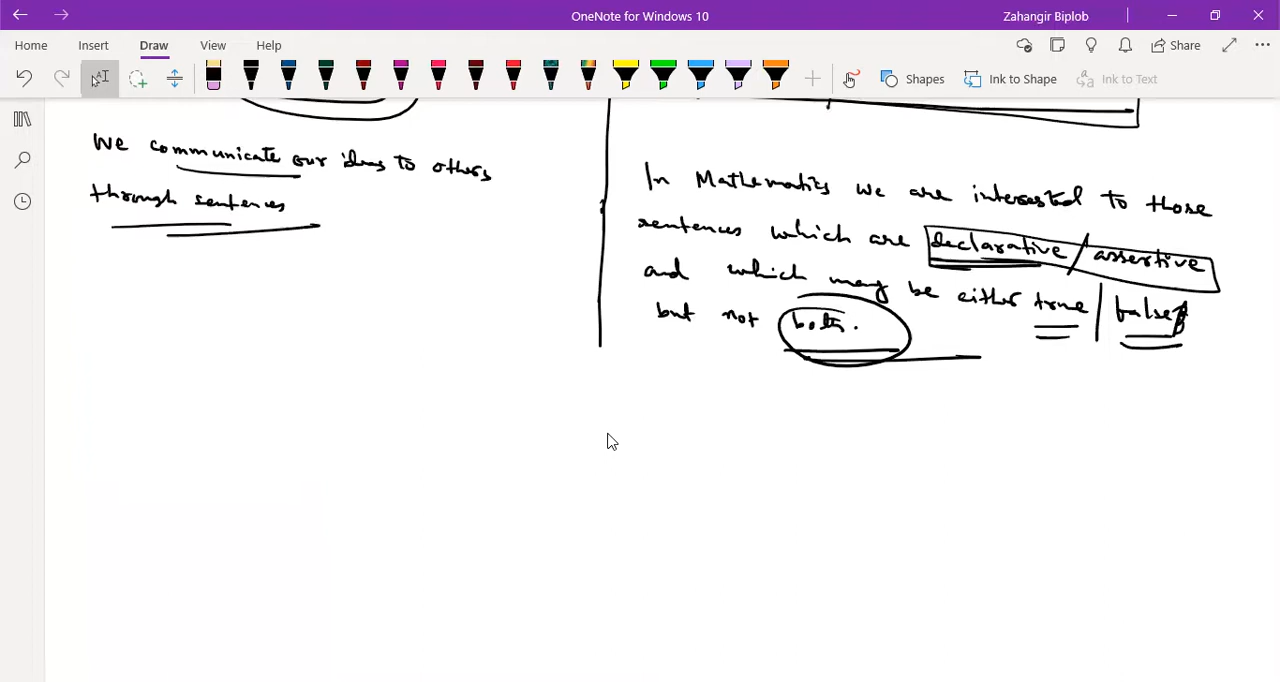 OneNote for Windows 10
Zahangir Biplob
Home Insert Draw View Help
Share
Shapes Ink to Shape Ink to Text
We communicate our ideas to others
through sentences
In Mathematics we are interested to those
sentences which are declarative / assertive
and which may be either true | false
but not both.